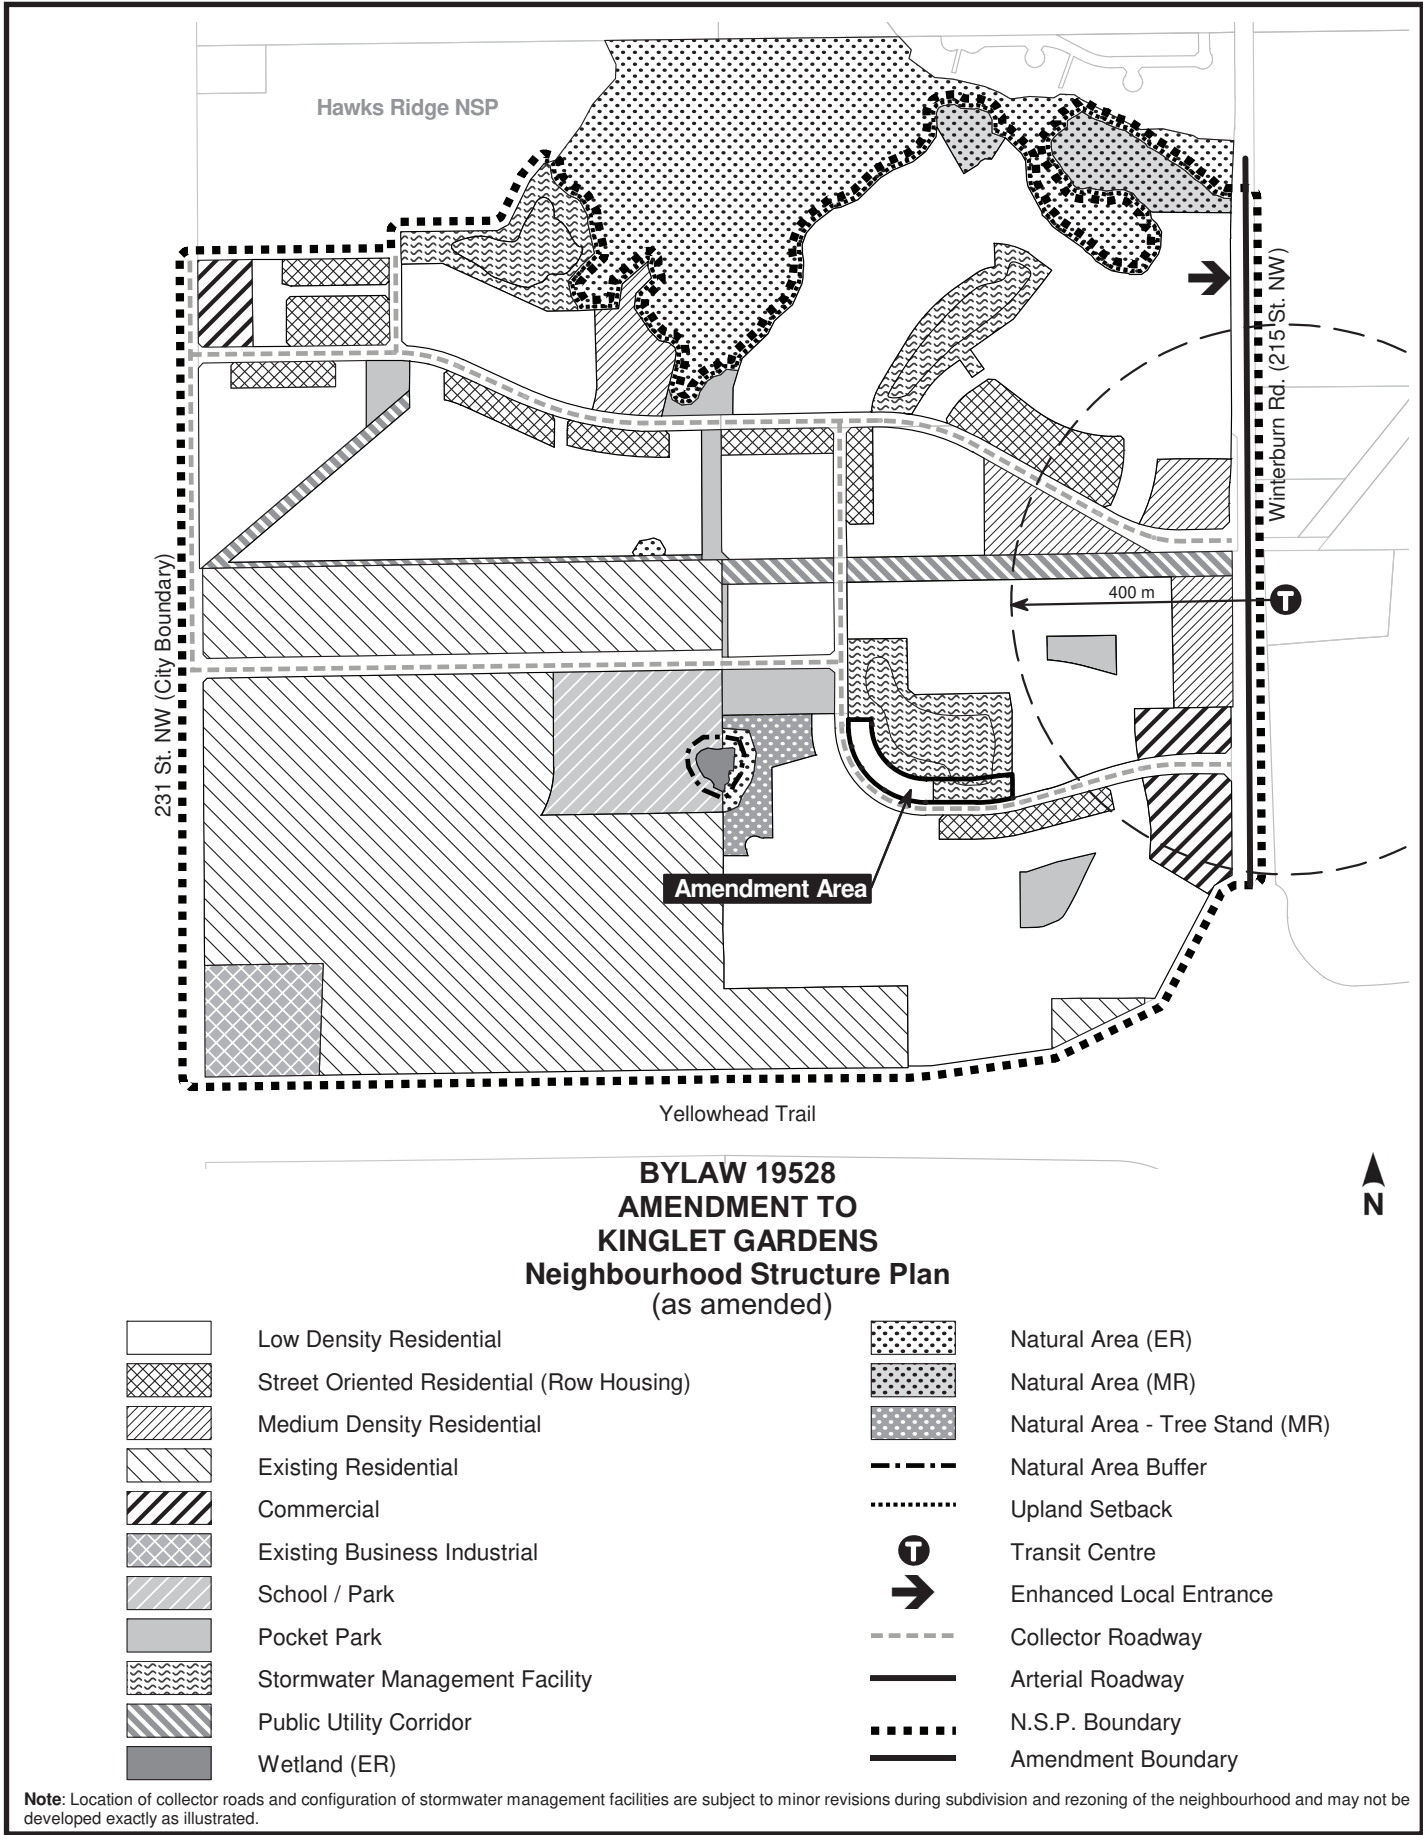 Hawks Ridge NSP
Winterburn Rd. (215 St. NW)
231 St. NW (City Boundary)
400 m
T
Amendment Area
Yellowhead Trail
BYLAW 19528
AMENDMENT TO
KINGLET GARDENS
Neighbourhood Structure Plan
(as amended)
N
Low Density Residential
Street Oriented Residential (Row Housing)
Medium Density Residential
Existing Residential
Commercial
Existing Business Industrial
School / Park
Pocket Park
Stormwater Management Facility
Public Utility Corridor
Wetland (ER)
Natural Area (ER)
Natural Area (MR)
Natural Area - Tree Stand (MR)
Natural Area Buffer
Upland Setback
T Transit Centre
Enhanced Local Entrance
Collector Roadway
Arterial Roadway
N.S.P. Boundary
Amendment Boundary
Note: Location of collector roads and configuration of stormwater management facilities are subject to minor revisions during subdivision and rezoning of the neighbourhood and may not be
developed exactly as illustrated.